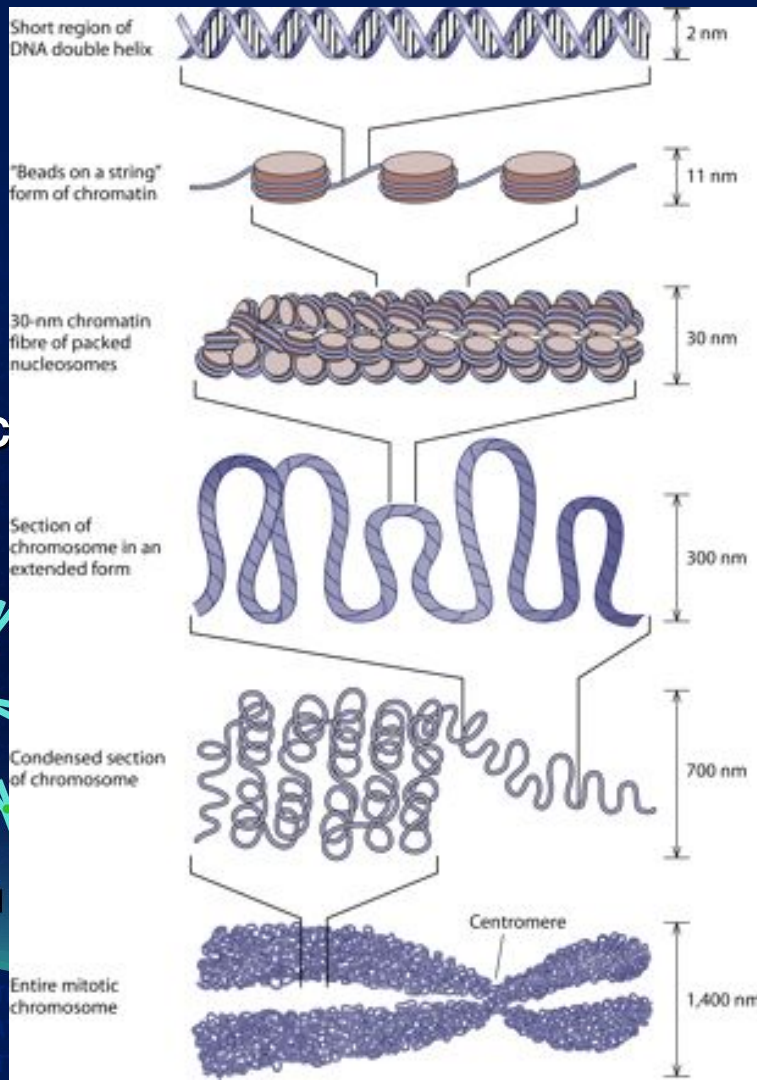 Short region of
DNA double helix
2 nm
"Beads on a string"
form of chromatin
11 nm
30-nm chromatin
fibre of packed
nucleosomes
30 nm
Section of
chromosome in an
extended form
300 nm
Condensed section
of chromosome
700 nm
Centromere
Entire mitotic
chromosome
1,400 nm